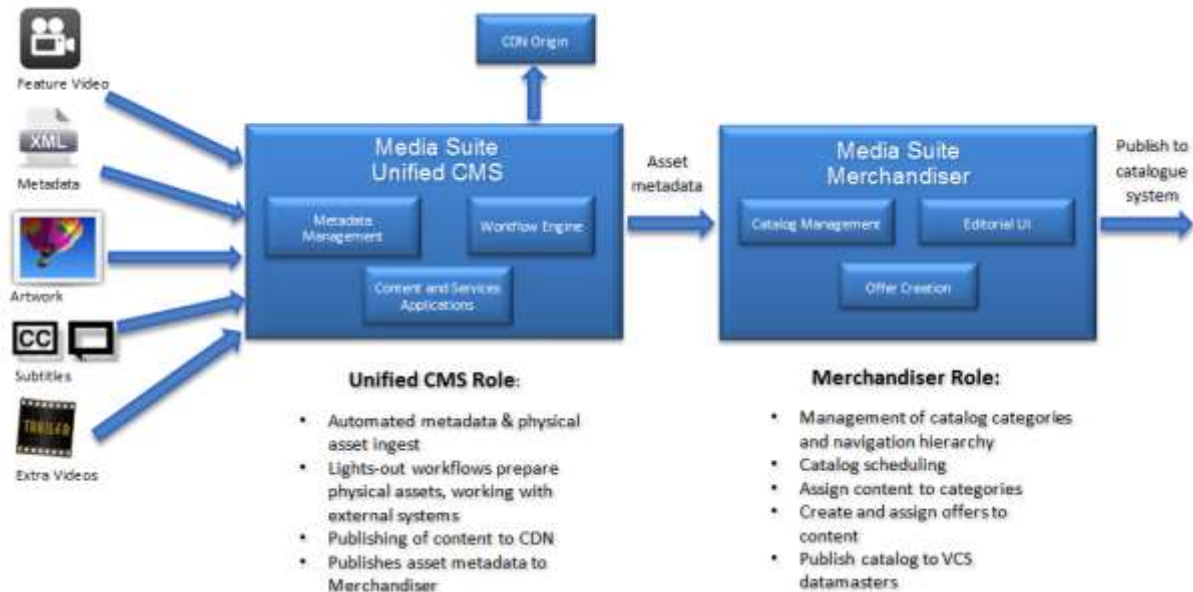 CDN Origin
Feature Video
XML
Metadata
Artwork
CC
Subtitles
TRAILER
Extra Videos
Media Suite
Unified CMS
Metadata
Management
Workflow Engine
Content and Services
Applications
Asset
metadata
Media Suite
Merchandiser
Catalog Management
Editorial UI
Offer Creation
Publish to
catalogue
system
Unified CMS Role:
• Automated metadata & physical
asset ingest
• Lights-out workflows prepare
physical assets, working with
external systems
• Publishing of content to CDN
• Publishes asset metadata to
Merchandiser
Merchandiser Role:
• Management of catalog categories
and navigation hierarchy
• Catalog scheduling
• Assign content to categories
• Create and assign offers to
content
• Publish catalog to VCS
datamasters